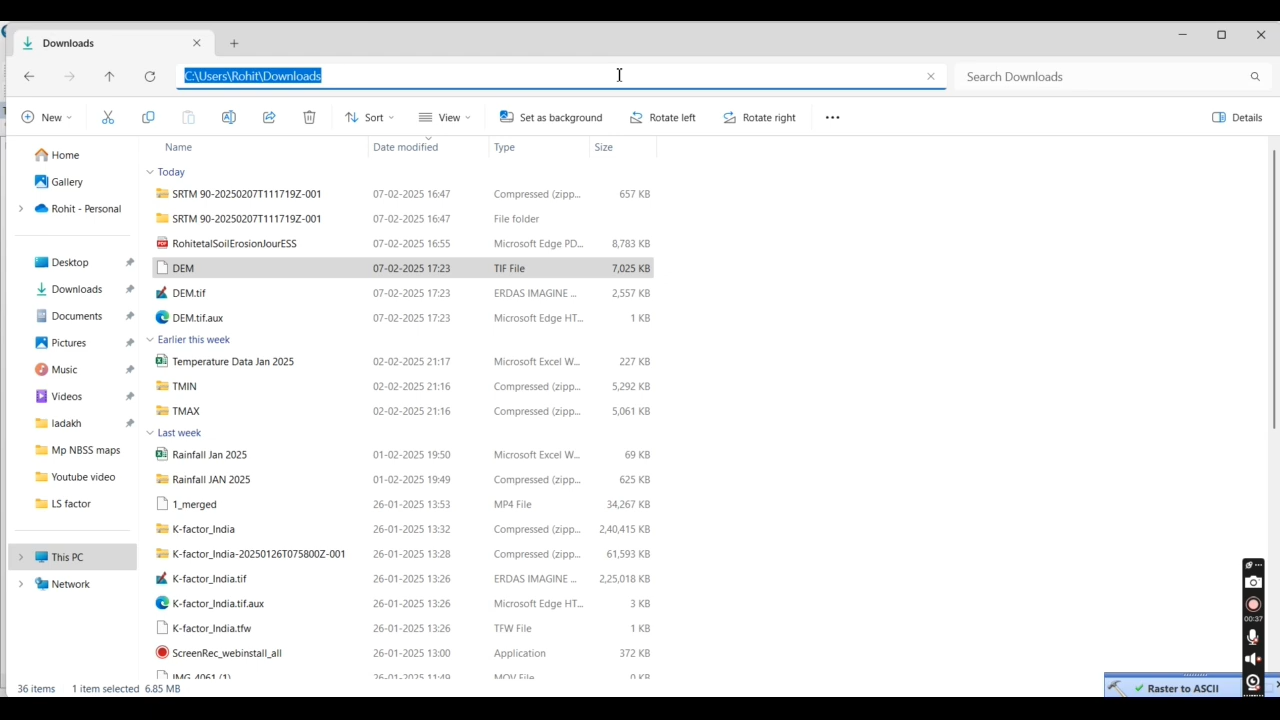 Downloads
C:\Users\Rohit\Downloads
Search Downloads
New
Sort
View
Set as background
Rotate left
Rotate right
Details
Name Date modified Type Size
Home
Gallery
Rohit - Personal
Desktop
Downloads
Documents
Pictures
Music
Videos
ladakh
Mp NBSS maps
Youtube video
LS factor
This PC
Network
Today
SRTM 90-20250207T111719Z-001 07-02-2025 16:47 Compressed (zipp... 657 KB
SRTM 90-20250207T111719Z-001 07-02-2025 16:47 File folder
RohitetalSoilErosionJourESS 07-02-2025 16:55 Microsoft Edge PD... 8,783 KB
DEM 07-02-2025 17:23 TIF File 7,025 KB
DEM.tif 07-02-2025 17:23 ERDAS IMAGINE ... 2,557 KB
DEM.tif.aux 07-02-2025 17:23 Microsoft Edge HT... 1 KB
Earlier this week
Temperature Data Jan 2025 02-02-2025 21:17 Microsoft Excel W... 227 KB
TMIN 02-02-2025 21:16 Compressed (zipp... 5,292 KB
TMAX 02-02-2025 21:16 Compressed (zipp... 5,061 KB
Last week
Rainfall Jan 2025 01-02-2025 19:50 Microsoft Excel W... 69 KB
Rainfall JAN 2025 01-02-2025 19:49 Compressed (zipp... 625 KB
1_merged 26-01-2025 13:53 MP4 File 34,267 KB
K-factor_India 26-01-2025 13:32 Compressed (zipp... 2,40,415 KB
K-factor_India-20250126T075800Z-001 26-01-2025 13:28 Compressed (zipp... 61,593 KB
K-factor_India.tif 26-01-2025 13:26 ERDAS IMAGINE ... 2,25,018 KB
K-factor_India.tif.aux 26-01-2025 13:26 Microsoft Edge HT... 3 KB
K-factor_India.tfw 26-01-2025 13:26 TFW File 1 KB
ScreenRec_webinstall_all 26-01-2025 13:00 Application 372 KB
IMG_4061 (1) 26-01-2025 11:49 MOV File 0 KB
00:37
36 items 1 item selected 6.85 MB
Raster to ASCII